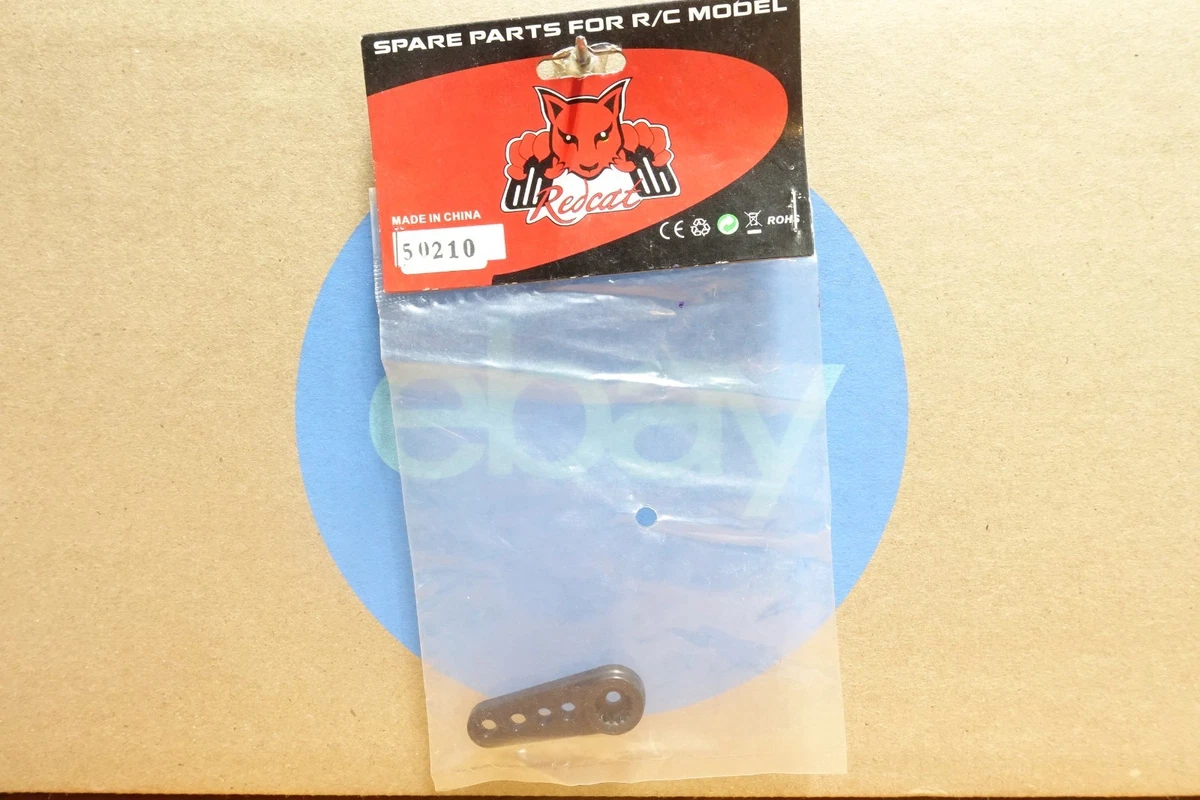 SPARE PARTS FOR R/C MODEL
Redcat
MADE IN CHINA
50210
CE
ROHS
ebay